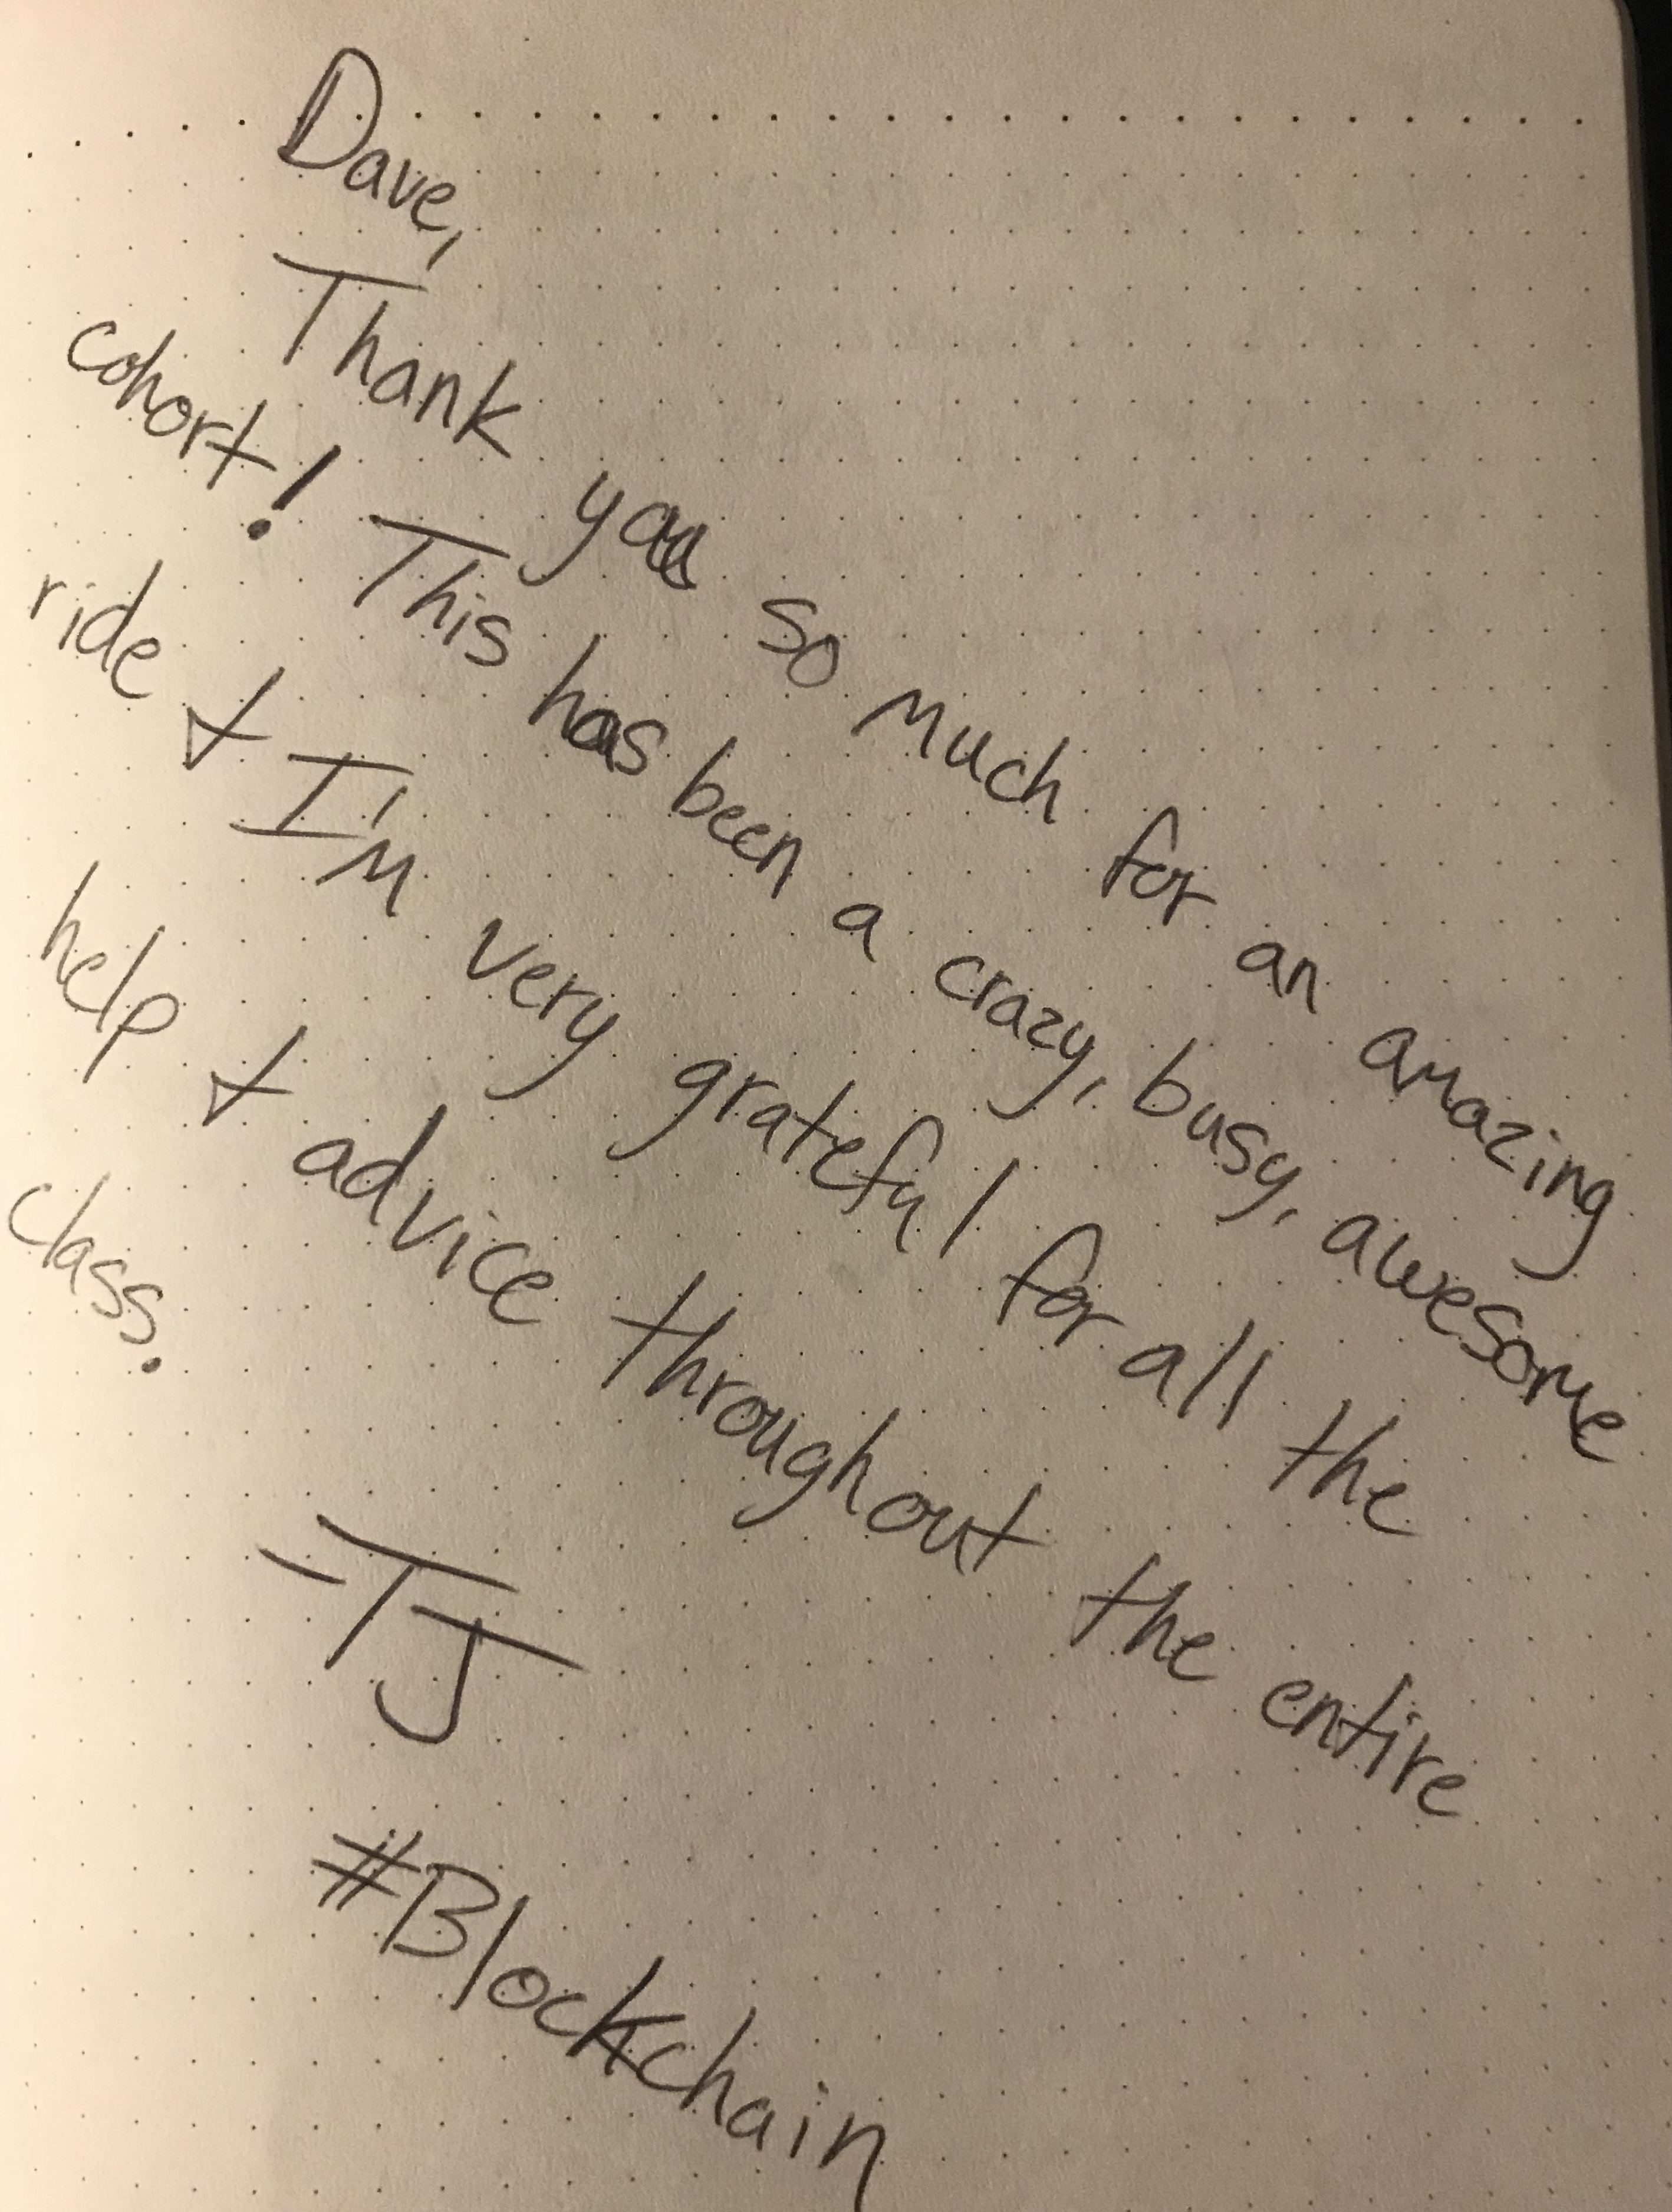 Dave,
Thank you so much for an amazing
cohort! This has been a crazy, busy, awesome
ride & I'm very grateful for all the
help & advice throughout the entire
class.
-TJ
#Blockchain